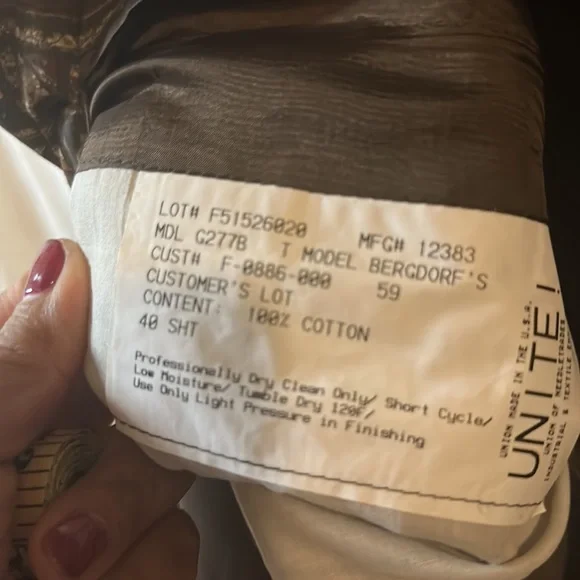 LOT# F51526020 MFG# 12383
MDL G277B T MODEL BERGDORF'S
CUST# F-0886-000 59
CUSTOMER'S LOT
CONTENT: 100% COTTON
40 SHT
Professionally Dry Clean Only/ Short Cycle/
Low Moisture/ Tumble Dry 120F/
Use Only Light Pressure in Finishing
UNION MADE IN THE U.S.A.
UNITE!
UNION OF NEEDLETRADES
INDUSTRIAL & TEXTILE